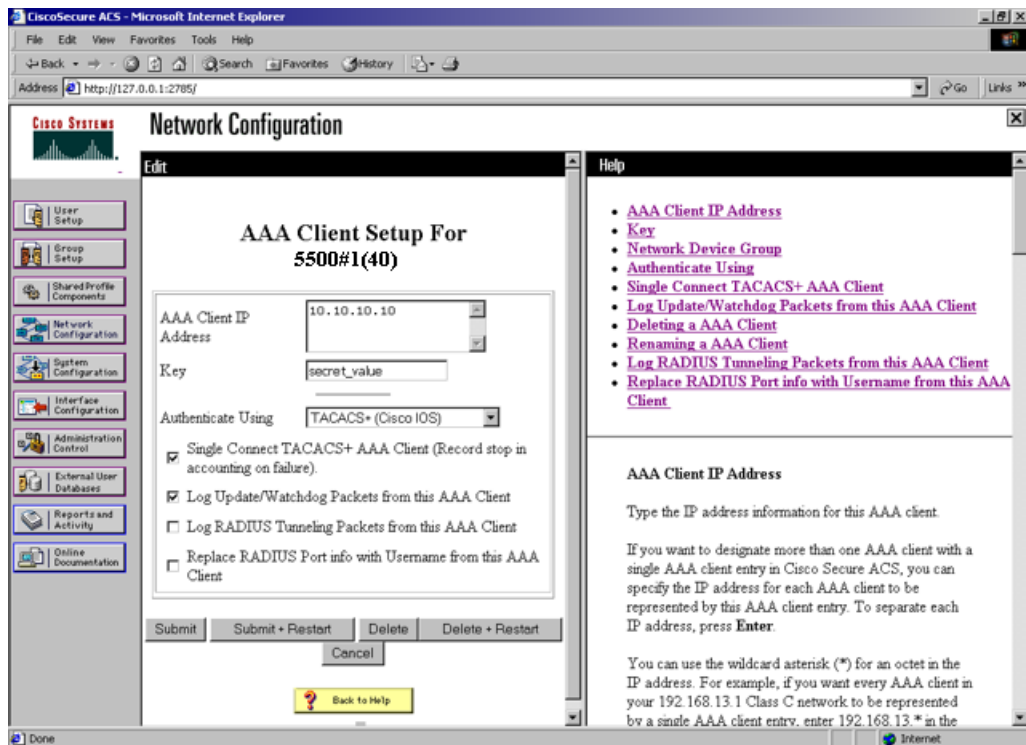 CiscoSecure ACS - Microsoft Internet Explorer
File Edit View Favorites Tools Help
Back Search Favorites History
Address http://127.0.0.1:2785/ Go Links »
CISCO SYSTEMS
Network Configuration
User Setup
Group Setup
Shared Profile Components
Network Configuration
System Configuration
Interface Configuration
Administration Control
External User Databases
Reports and Activity
Online Documentation
Edit
AAA Client Setup For
5500#1(40)
AAA Client IP
Address
10.10.10.10
Key secret_value
Authenticate Using TACACS+ (Cisco IOS)
Single Connect TACACS+ AAA Client (Record stop in
accounting on failure).
Log Update/Watchdog Packets from this AAA Client
Log RADIUS Tunneling Packets from this AAA Client
Replace RADIUS Port info with Username from this AAA
Client
Submit Submit + Restart Delete Delete + Restart
Cancel
? Back to Help
Help
• AAA Client IP Address
• Key
• Network Device Group
• Authenticate Using
• Single Connect TACACS+ AAA Client
• Log Update/Watchdog Packets from this AAA Client
• Deleting a AAA Client
• Renaming a AAA Client
• Log RADIUS Tunneling Packets from this AAA Client
• Replace RADIUS Port info with Username from this AAA
Client
AAA Client IP Address
Type the IP address information for this AAA client.
If you want to designate more than one AAA client with a
single AAA client entry in Cisco Secure ACS, you can
specify the IP address for each AAA client to be
represented by this AAA client entry. To separate each
IP address, press Enter.
You can use the wildcard asterisk (*) for an octet in the
IP address. For example, if you want every AAA client in
your 192.168.13.1 Class C network to be represented
by a single AAA client entry, enter 192.168.13.* in the
Done Internet